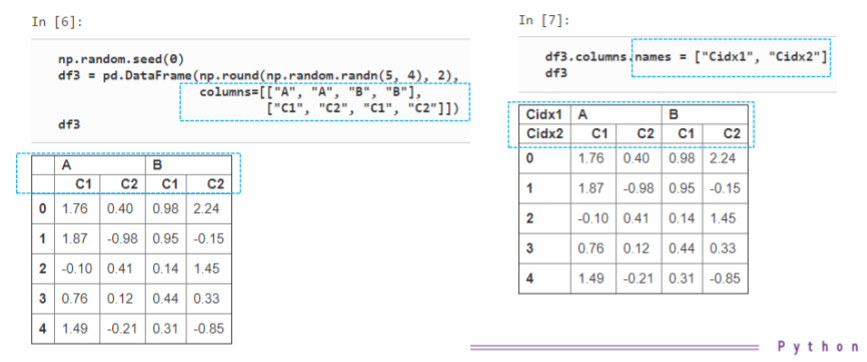 In [6]:
np.random.seed(0)
df3 = pd.DataFrame(np.round(np.random.randn(5, 4), 2),
columns=[["A", "A", "B", "B"],
["C1", "C2", "C1", "C2"]])
df3
A B
C1 C2 C1 C2
0 1.76 0.40 0.98 2.24
1 1.87 -0.98 0.95 -0.15
2 -0.10 0.41 0.14 1.45
3 0.76 0.12 0.44 0.33
4 1.49 -0.21 0.31 -0.85
In [7]:
df3.columns.names = ["Cidx1", "Cidx2"]
df3
Cidx1 A B
Cidx2 C1 C2 C1 C2
0 1.76 0.40 0.98 2.24
1 1.87 -0.98 0.95 -0.15
2 -0.10 0.41 0.14 1.45
3 0.76 0.12 0.44 0.33
4 1.49 -0.21 0.31 -0.85
Python